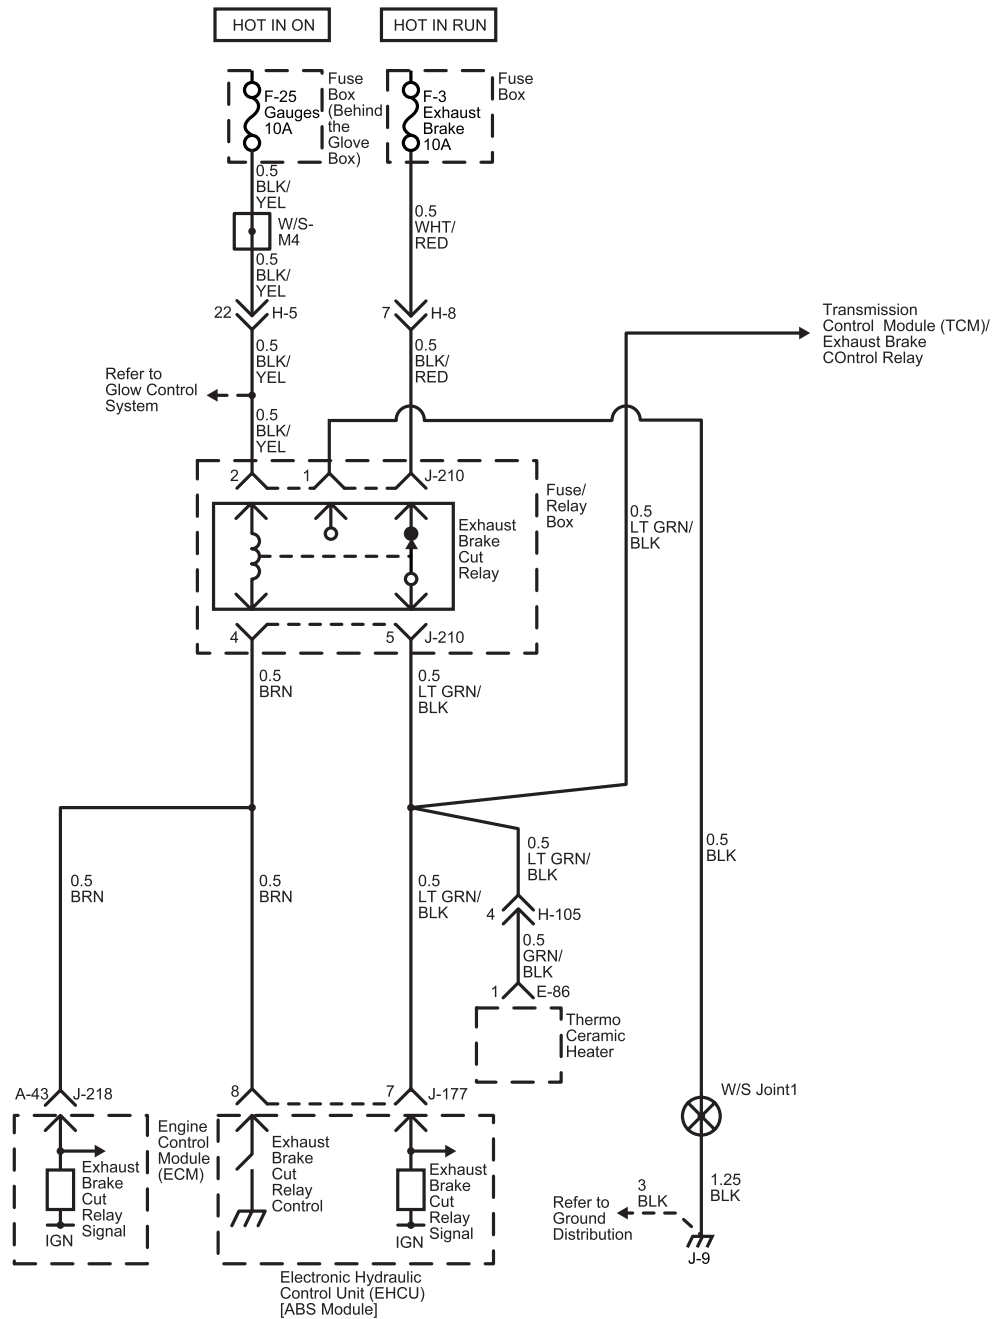 HOT IN ON
HOT IN RUN
F-25
Gauges
10A
Fuse
Box
(Behind
the
Glove
Box)
F-3
Exhaust
Brake
10A
Fuse
Box
0.5
BLK/
YEL
W/S-
M4
0.5
WHT/
RED
0.5
BLK/
YEL
22
H-5
7
H-8
Transmission
Control Module (TCM)/
Exhaust Brake
COntrol Relay
0.5
BLK/
YEL
0.5
BLK/
RED
Refer to
Glow Control
System
0.5
BLK/
YEL
2
1
J-210
Fuse/
Relay
Box
Exhaust
Brake
Cut
Relay
0.5
LT GRN/
BLK
4
5
J-210
0.5
BRN
0.5
LT GRN/
BLK
0.5
BRN
0.5
BRN
0.5
LT GRN/
BLK
0.5
LT GRN/
BLK
0.5
BLK
4
H-105
0.5
GRN/
BLK
1
E-86
Thermo
Ceramic
Heater
A-43
J-218
8
7
J-177
W/S Joint1
Engine
Control
Module
(ECM)
Exhaust
Brake
Cut
Relay
Signal
IGN
Exhaust
Brake
Cut
Relay
Control
Exhaust
Brake
Cut
Relay
Signal
IGN
Electronic Hydraulic
Control Unit (EHCU)
[ABS Module]
3
BLK
1.25
BLK
Refer to
Ground
Distribution
J-9